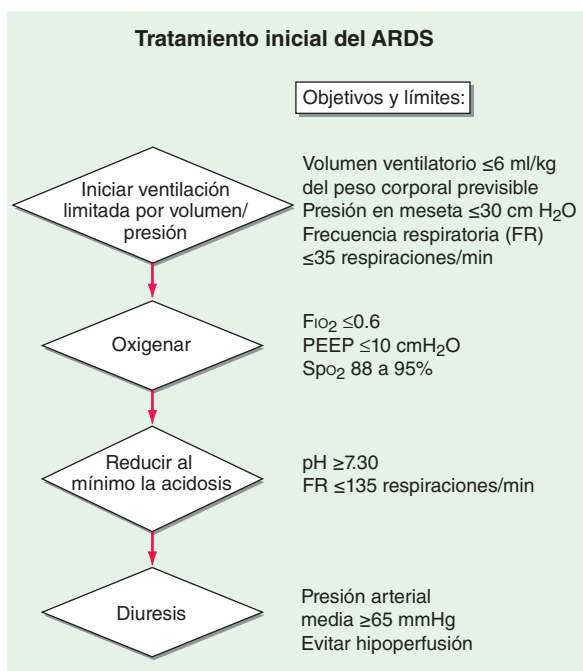 Tratamiento inicial del ARDS
Objetivos y límites:
Iniciar ventilación
limitada por volumen/
presión
Volumen ventilatorio ≤6 ml/kg
del peso corporal previsible
Presión en meseta ≤30 cm H₂O
Frecuencia respiratoria (FR)
≤35 respiraciones/min
Oxigenar
FIO₂ ≤0.6
PEEP ≤10 cmH₂O
SpO₂ 88 a 95%
Reducir al
mínimo la acidosis
pH ≥7.30
FR ≤135 respiraciones/min
Diuresis
Presión arterial
media ≥65 mmHg
Evitar hipoperfusión